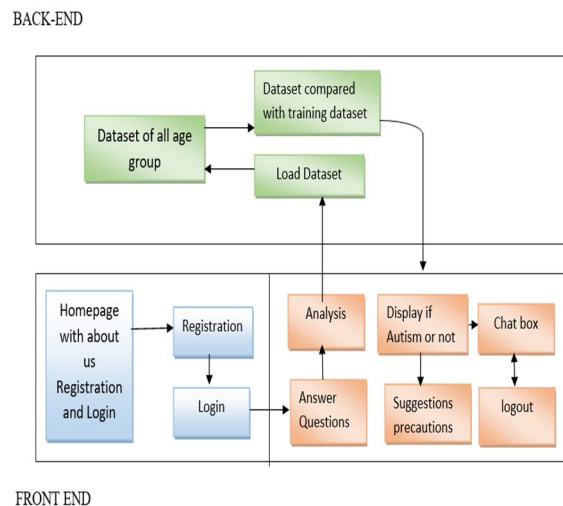 BACK-END
Dataset compared
with training dataset
Dataset of all age
group
Load Dataset
Homepage
with about
us
Registration
and Login
Registration
Login
Analysis
Answer
Questions
Display if
Autism or not
Suggestions
precautions
Chat box
logout
FRONT END